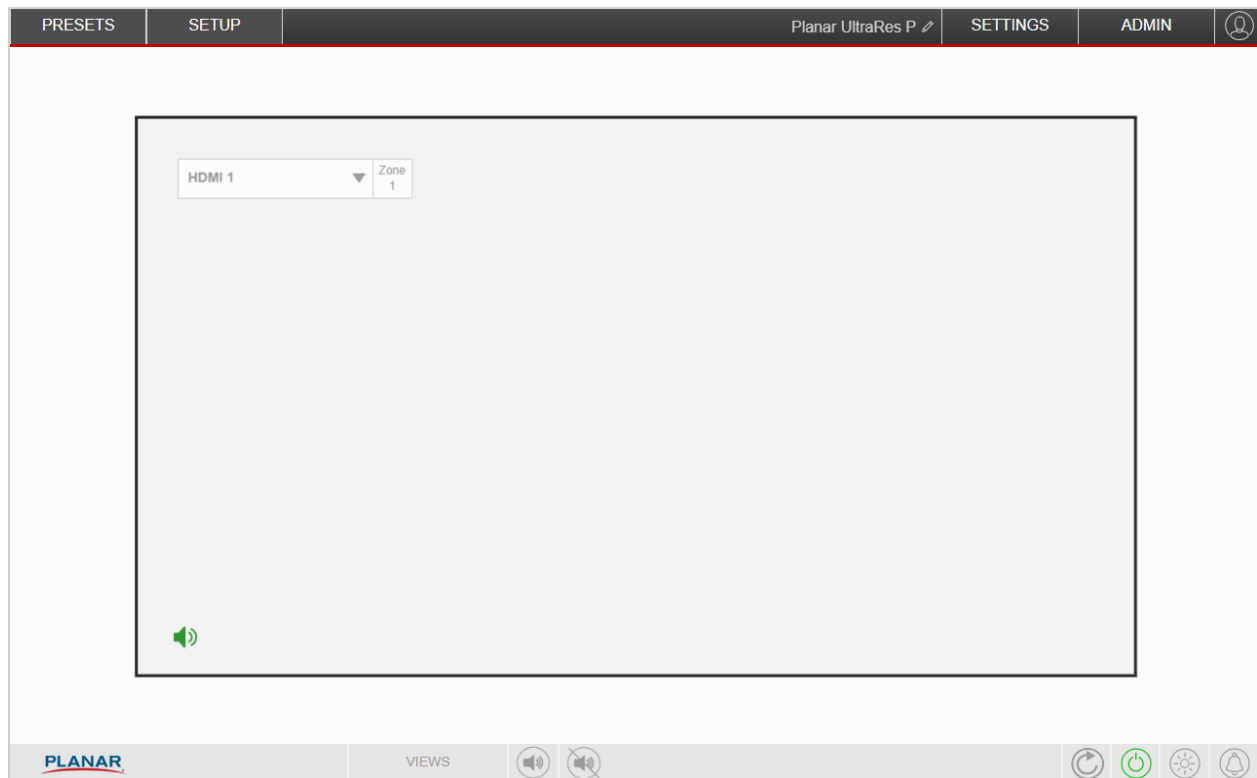 PRESETS
SETUP
Planar UltraRes P
SETTINGS
ADMIN
HDMI 1
Zone
1
PLANAR
VIEWS